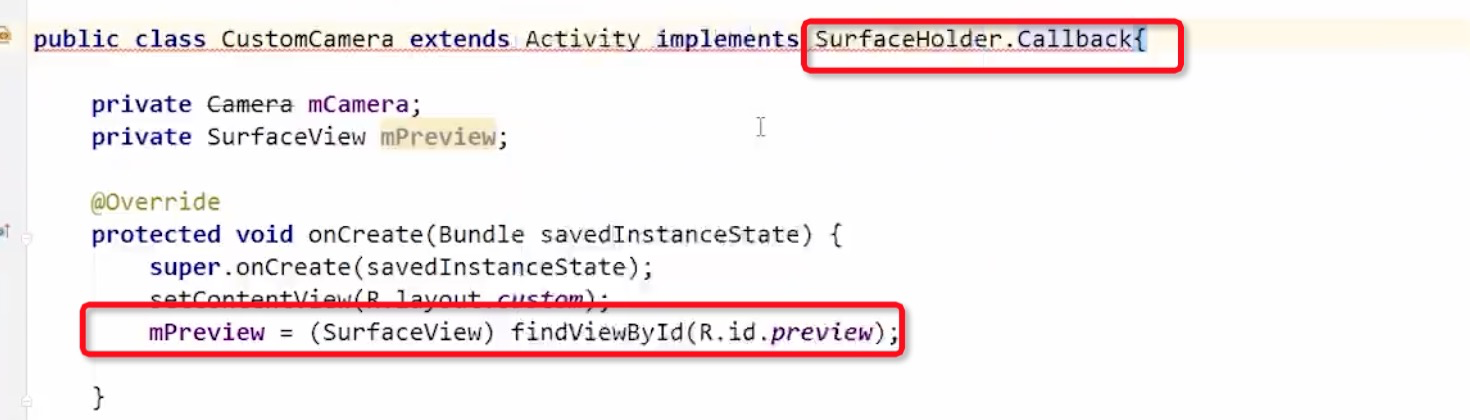 public class CustomCamera extends Activity implements SurfaceHolder.Callback{
private Camera mCamera;
private SurfaceView mPreview;
@Override
protected void onCreate(Bundle savedInstanceState) {
super.onCreate(savedInstanceState);
setContentView(R.layout.custom);
mPreview = (SurfaceView) findViewById(R.id.preview);
}